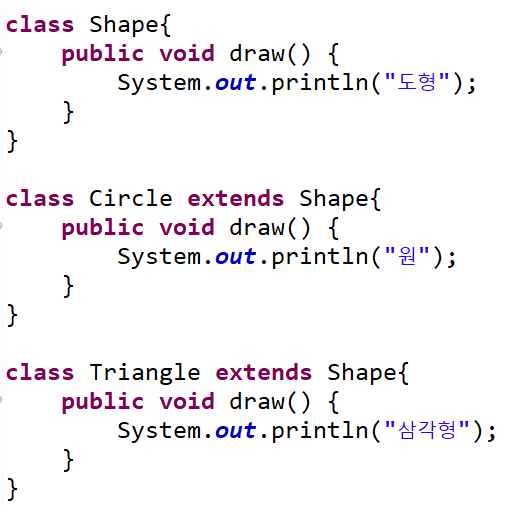 class Shape{
    public void draw() {
        System.out.println("도형");
    }
}

class Circle extends Shape{
    public void draw() {
        System.out.println("원");
    }
}

class Triangle extends Shape{
    public void draw() {
        System.out.println("삼각형");
    }
}